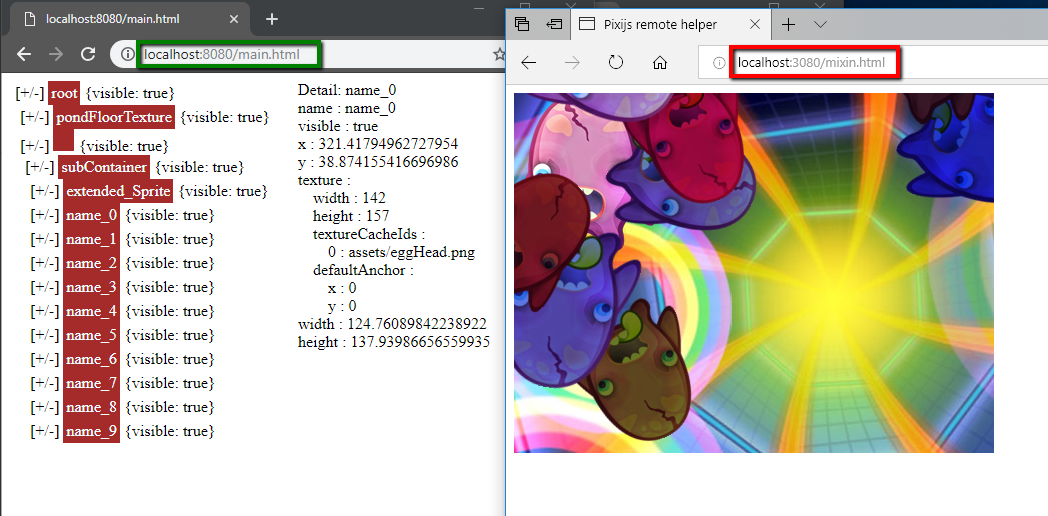 localhost:8080/main.html
localhost:8080/main.html
[+/-] root {visible: true}
[+/-] pondFloorTexture {visible: true}
[+/-] {visible: true}
[+/-] subContainer {visible: true}
[+/-] extended_Sprite {visible: true}
[+/-] name_0 {visible: true}
[+/-] name_1 {visible: true}
[+/-] name_2 {visible: true}
[+/-] name_3 {visible: true}
[+/-] name_4 {visible: true}
[+/-] name_5 {visible: true}
[+/-] name_6 {visible: true}
[+/-] name_7 {visible: true}
[+/-] name_8 {visible: true}
[+/-] name_9 {visible: true}
Detail: name_0
name : name_0
visible : true
x : 321.41794962727954
y : 38.874155416696986
texture :
width : 142
height : 157
textureCacheIds :
0 : assets/eggHead.png
defaultAnchor :
x : 0
y : 0
width : 124.76089842238922
height : 137.93986656559935
Pixijs remote helper
localhost:3080/mixin.html